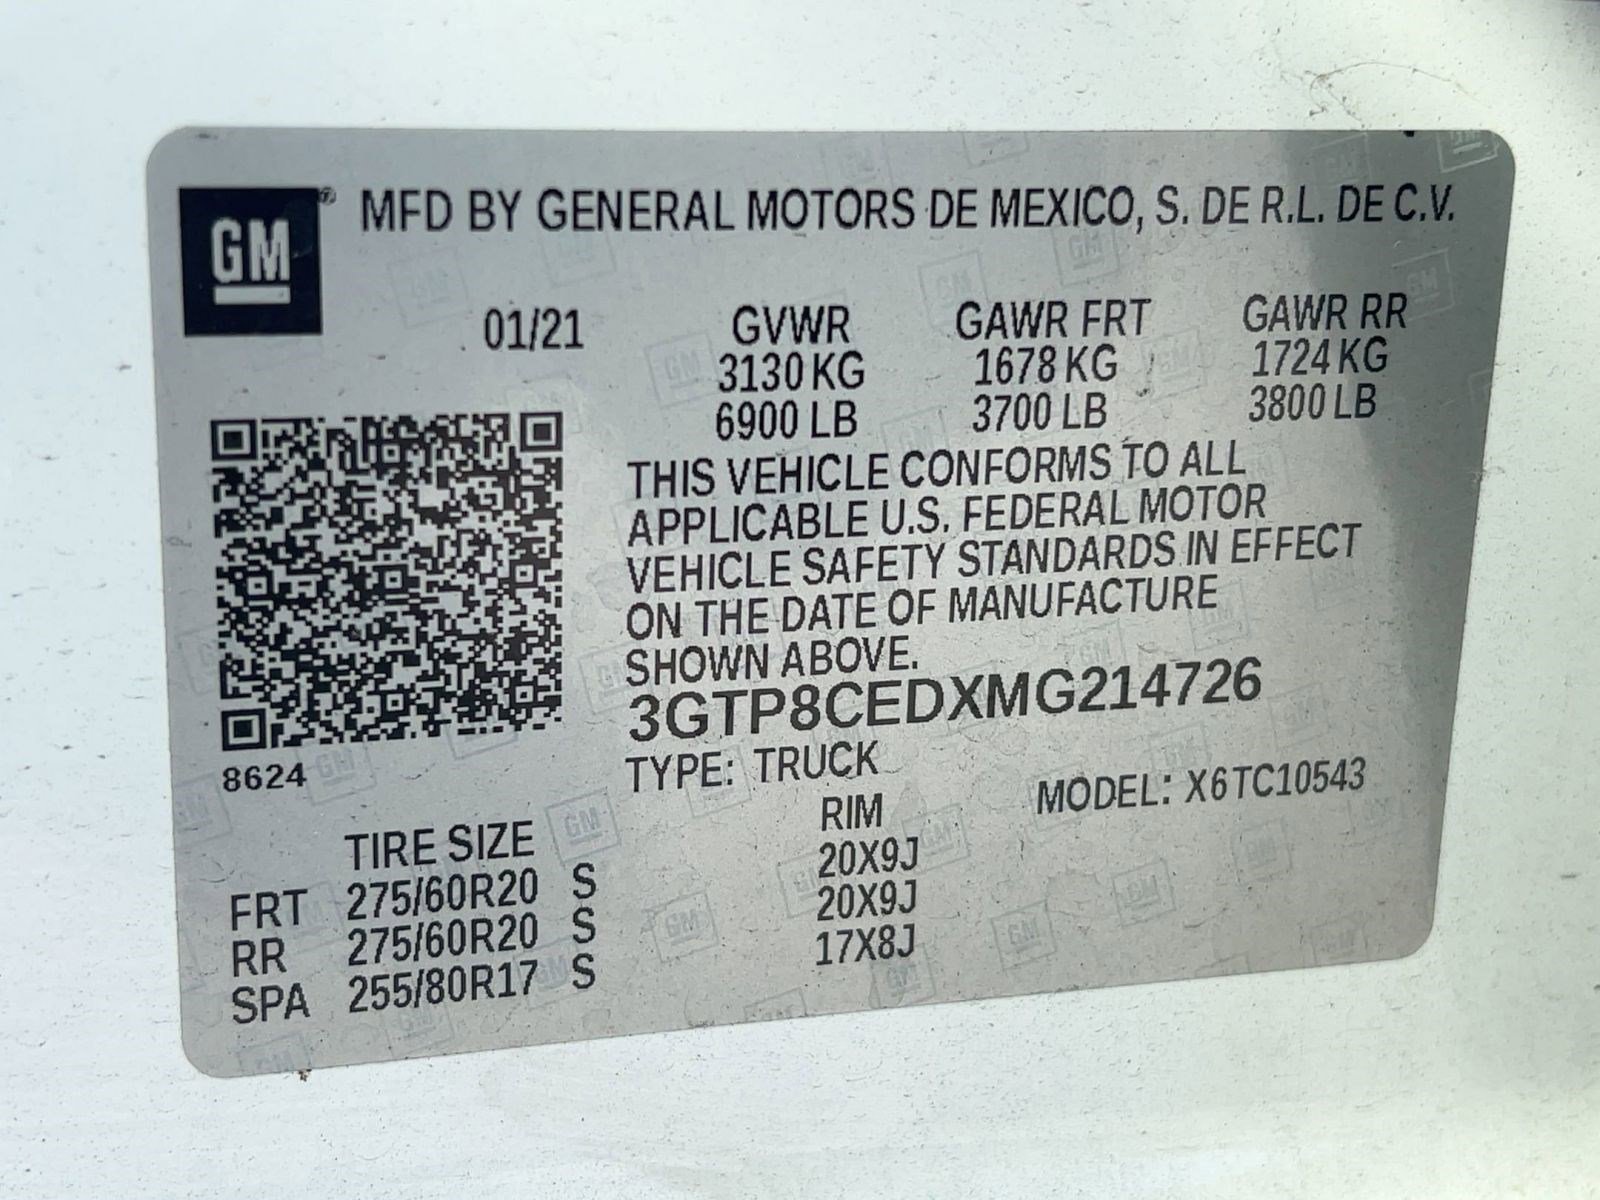 GM® MFD BY GENERAL MOTORS DE MEXICO, S. DE R.L. DE C.V.
01/21 GVWR GAWR FRT GAWR RR
3130 KG 1678 KG 1724 KG
6900 LB 3700 LB 3800 LB
THIS VEHICLE CONFORMS TO ALL
APPLICABLE U.S. FEDERAL MOTOR
VEHICLE SAFETY STANDARDS IN EFFECT
ON THE DATE OF MANUFACTURE
SHOWN ABOVE.
3GTP8CEDXMG214726
8624 TYPE: TRUCK MODEL: X6TC10543
TIRE SIZE RIM
FRT 275/60R20 S 20X9J
RR 275/60R20 S 20X9J
SPA 255/80R17 S 17X8J